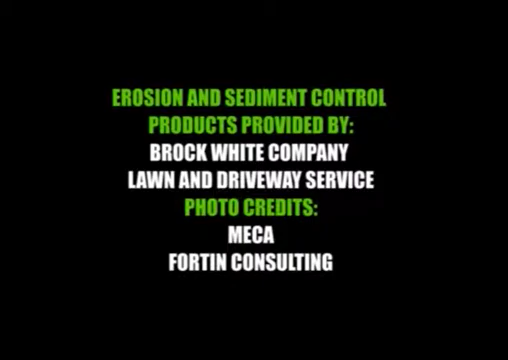 EROSION AND SEDIMENT CONTROL
PRODUCTS PROVIDED BY:
BROCK WHITE COMPANY
LAWN AND DRIVEWAY SERVICE
PHOTO CREDITS:
MECA
FORTIN CONSULTING